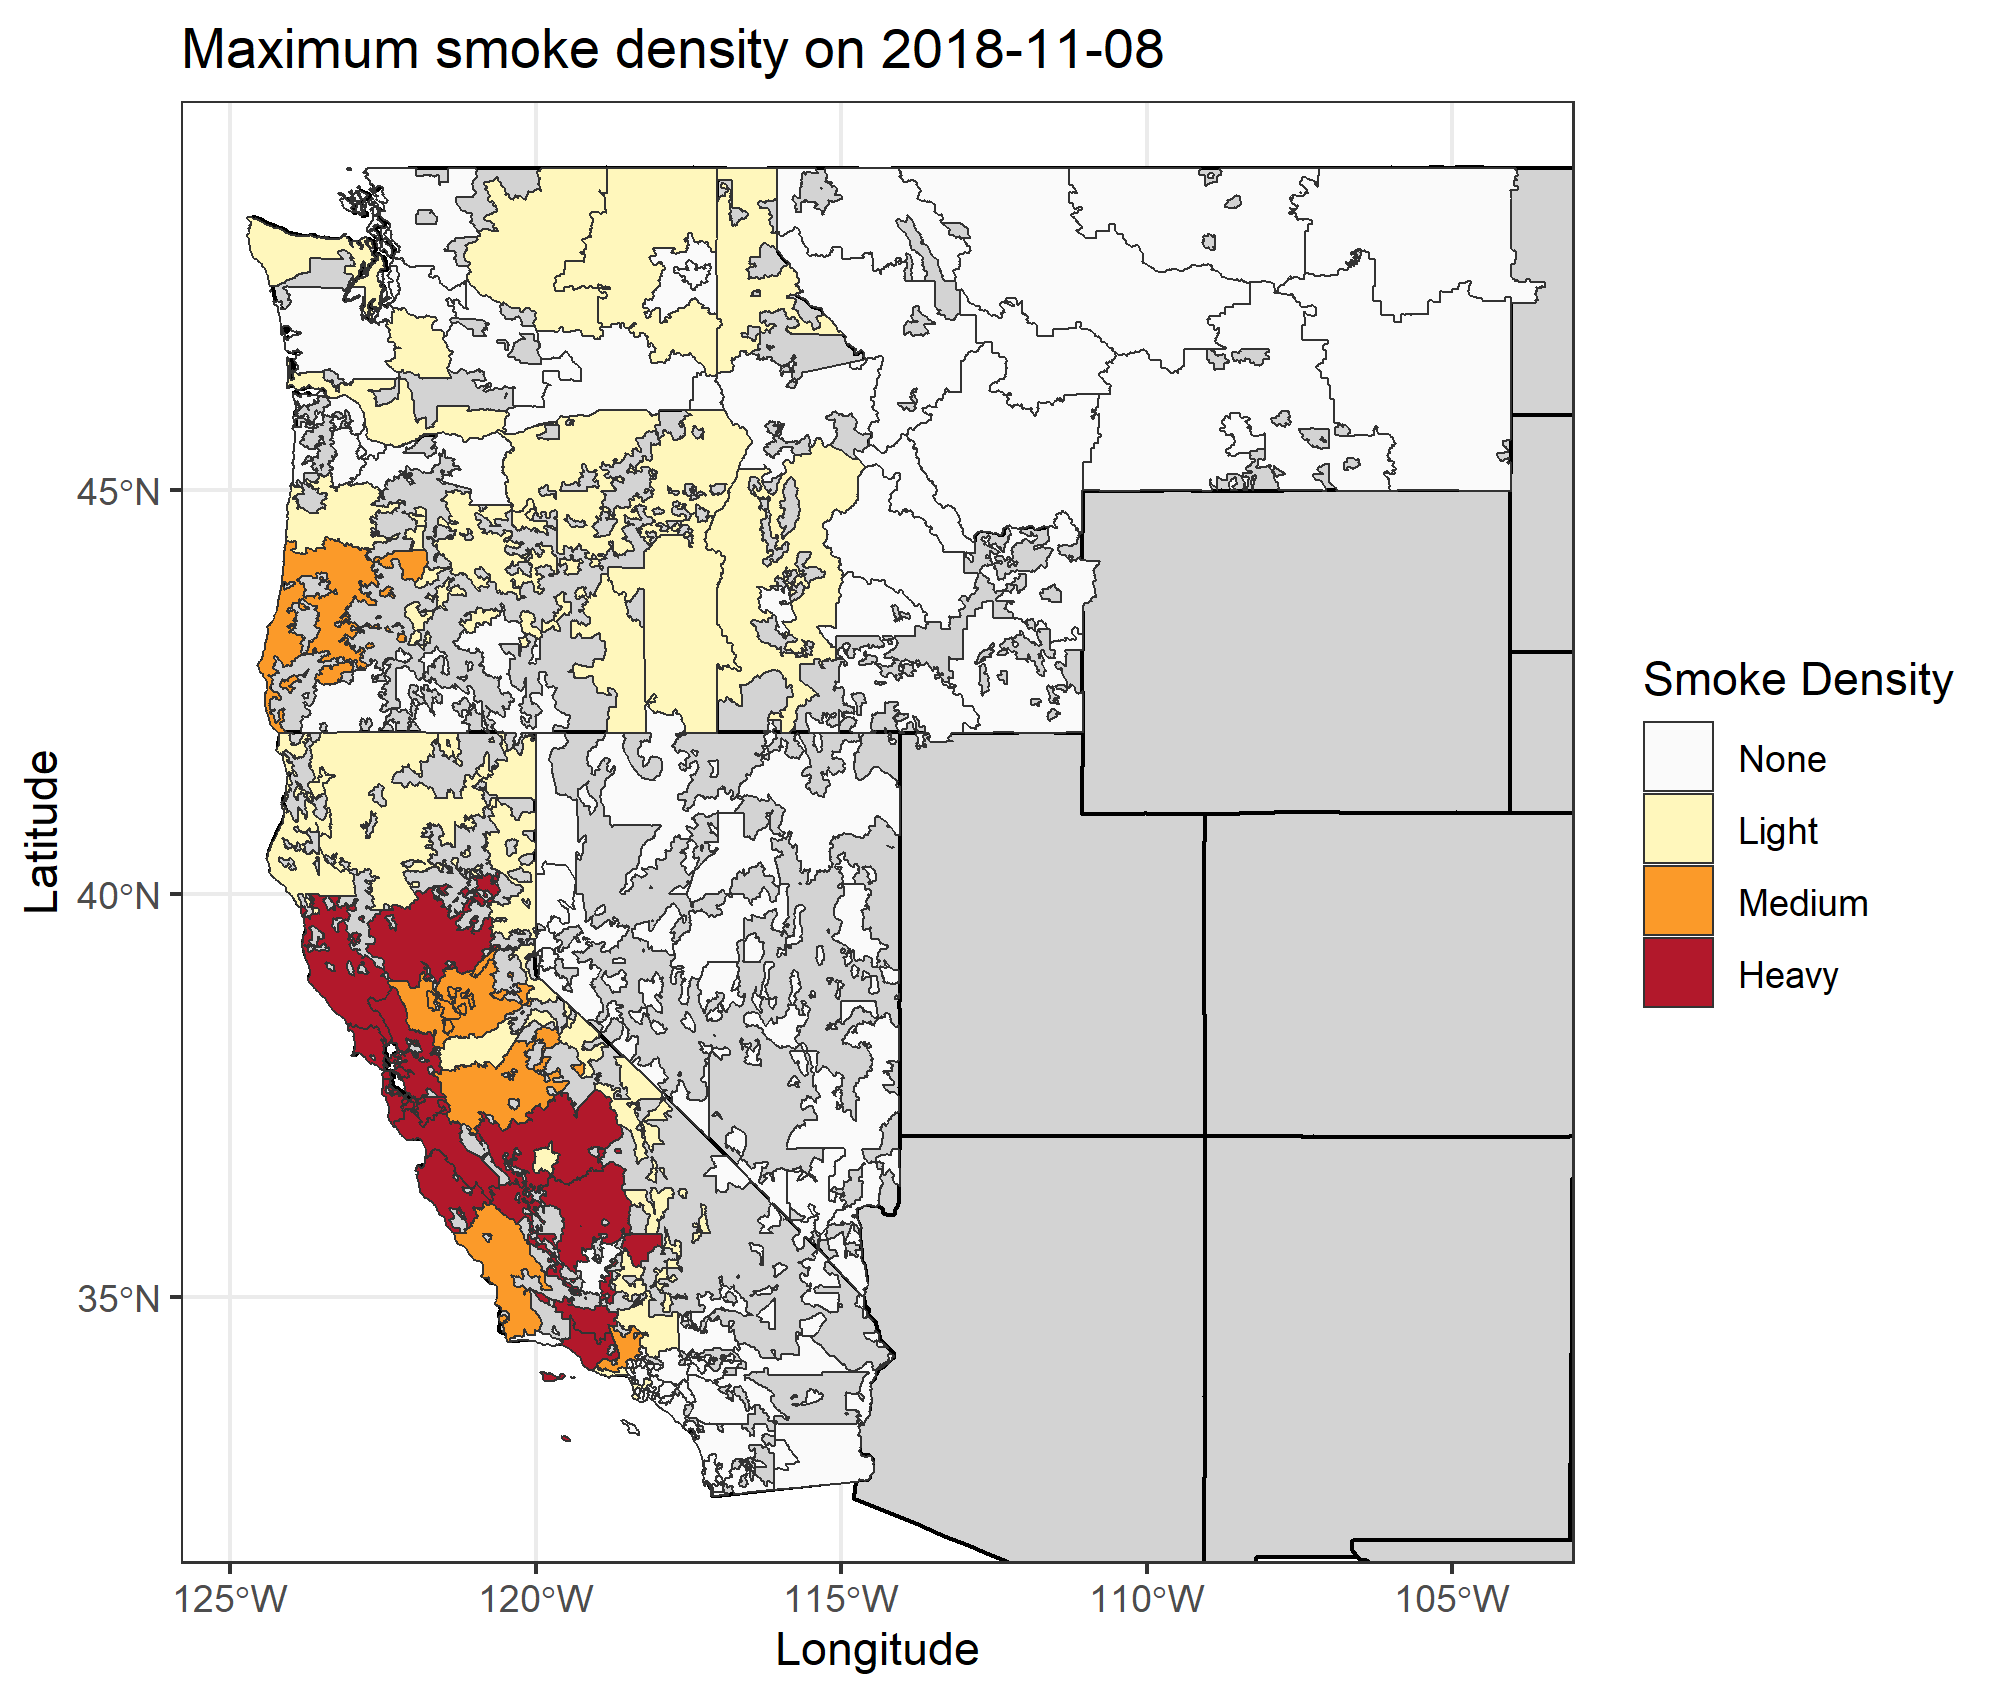 Maximum smoke density on 2018-11-08
45°N
40°N
35°N
Latitude
125°W
120°W
115°W
110°W
105°W
Longitude
Smoke Density
None
Light
Medium
Heavy